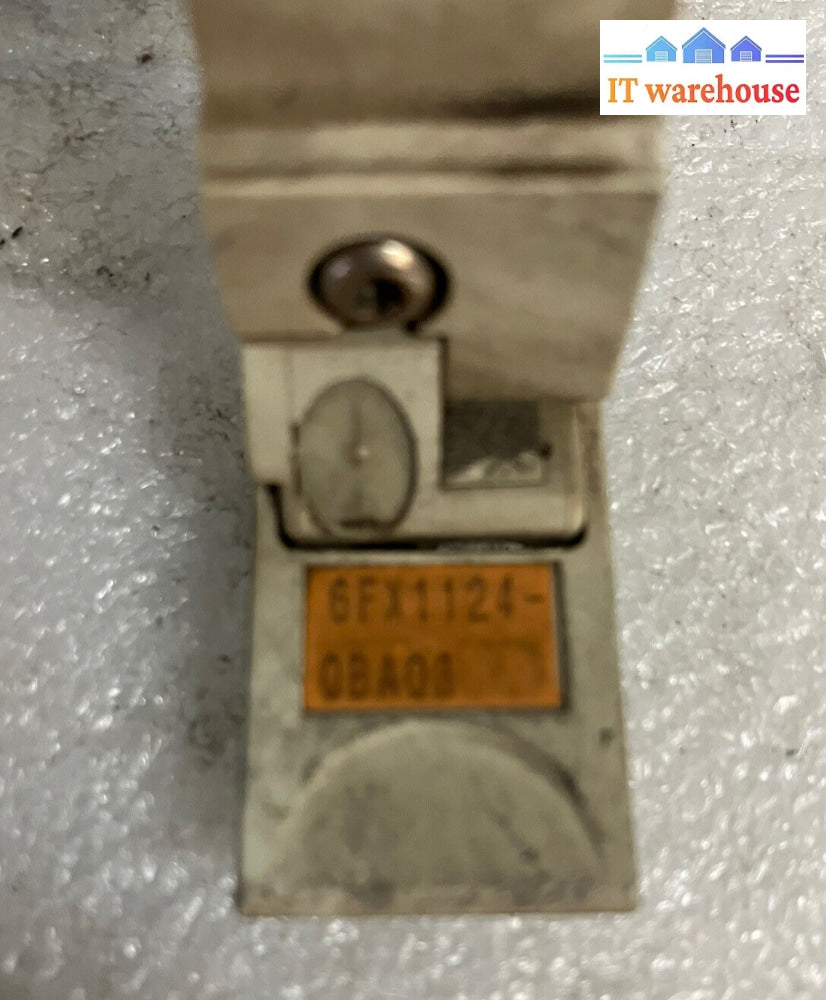 IT warehouse
6FX1124-
0BA08